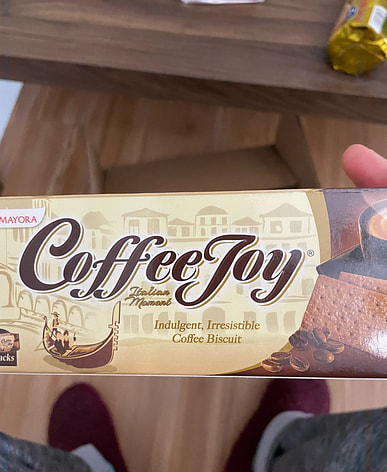 MAYORA
CoffeeJoy®
Italian
Moment
Indulgent, Irresistible
Coffee Biscuit